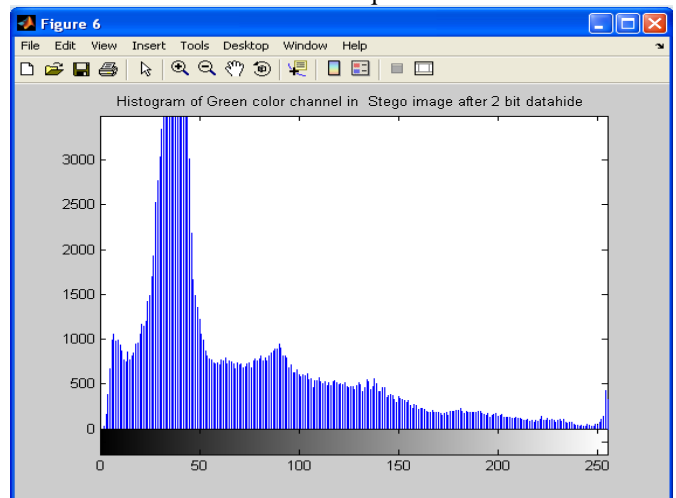 Figure 6
File Edit View Insert Tools Desktop Window Help
Histogram of Green color channel in Stego image after 2 bit datahide
3000
2500
2000
1500
1000
500
0
0 50 100 150 200 250